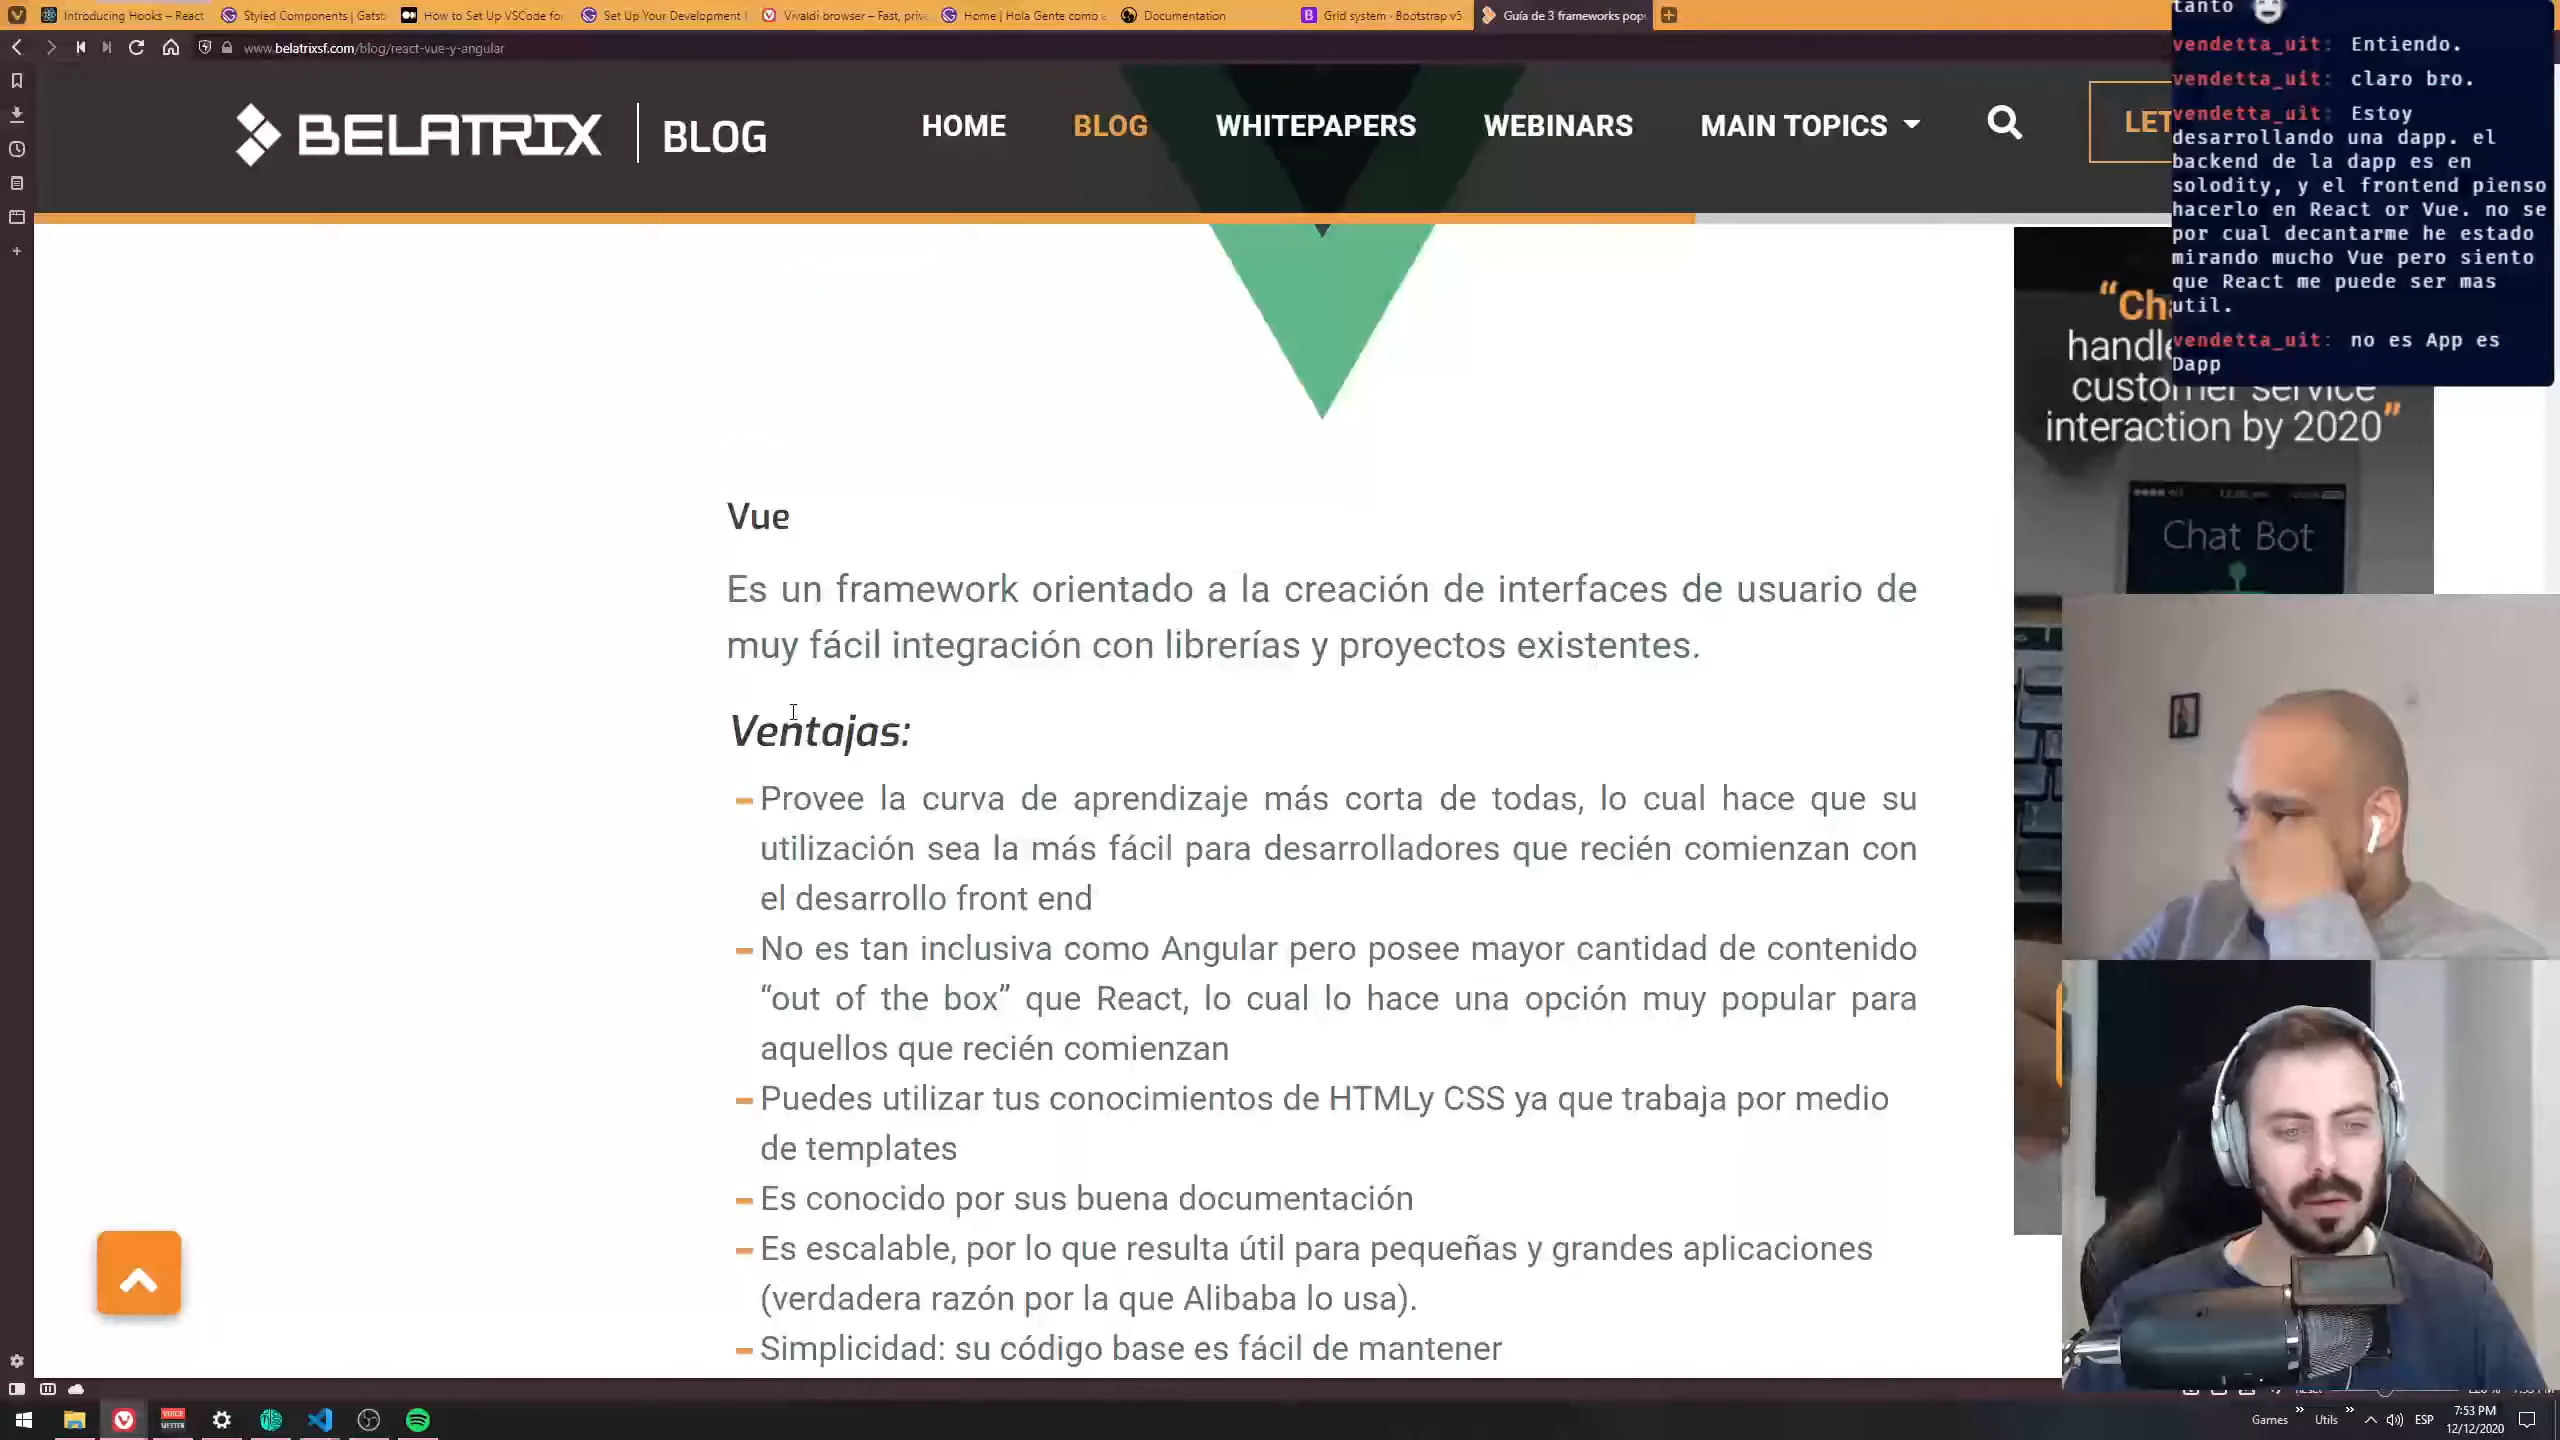 Introducing Hooks – React
Styled Components | Gatsb
How to Set Up VSCode fo
Set Up Your Development
Vivaldi browser – Fast, priva
Home | Hola Gente como e
Documentation
Grid system · Bootstrap v5.
Guía de 3 frameworks pop
www.belatrixsf.com/blog/react-vue-y-angular
BELATRIX
BLOG
HOME
BLOG
WHITEPAPERS
WEBINARS
MAIN TOPICS
LET
tanto
vendetta_uit: Entiendo.
vendetta_uit: claro bro.
vendetta_uit: Estoy
desarrollando una dapp. el
backend de la dapp es en
solodity, y el frontend pienso
hacerlo en React or Vue. no se
por cual decantarme he estado
mirando mucho Vue pero siento
que React me puede ser mas
util.
vendetta_uit: no es App es
Dapp
“Ch
handl
customer service
interaction by 2020”
Chat Bot
Vue
Es un framework orientado a la creación de interfaces de usuario de
muy fácil integración con librerías y proyectos existentes.
Ventajas:
Provee la curva de aprendizaje más corta de todas, lo cual hace que su
utilización sea la más fácil para desarrolladores que recién comienzan con
el desarrollo front end
No es tan inclusiva como Angular pero posee mayor cantidad de contenido
“out of the box” que React, lo cual lo hace una opción muy popular para
aquellos que recién comienzan
Puedes utilizar tus conocimientos de HTMLy CSS ya que trabaja por medio
de templates
Es conocido por sus buena documentación
Es escalable, por lo que resulta útil para pequeñas y grandes aplicaciones
(verdadera razón por la que Alibaba lo usa).
Simplicidad: su código base es fácil de mantener
VOICE
MEETER
Games
Utils
ESP
7:53 PM
12/12/2020